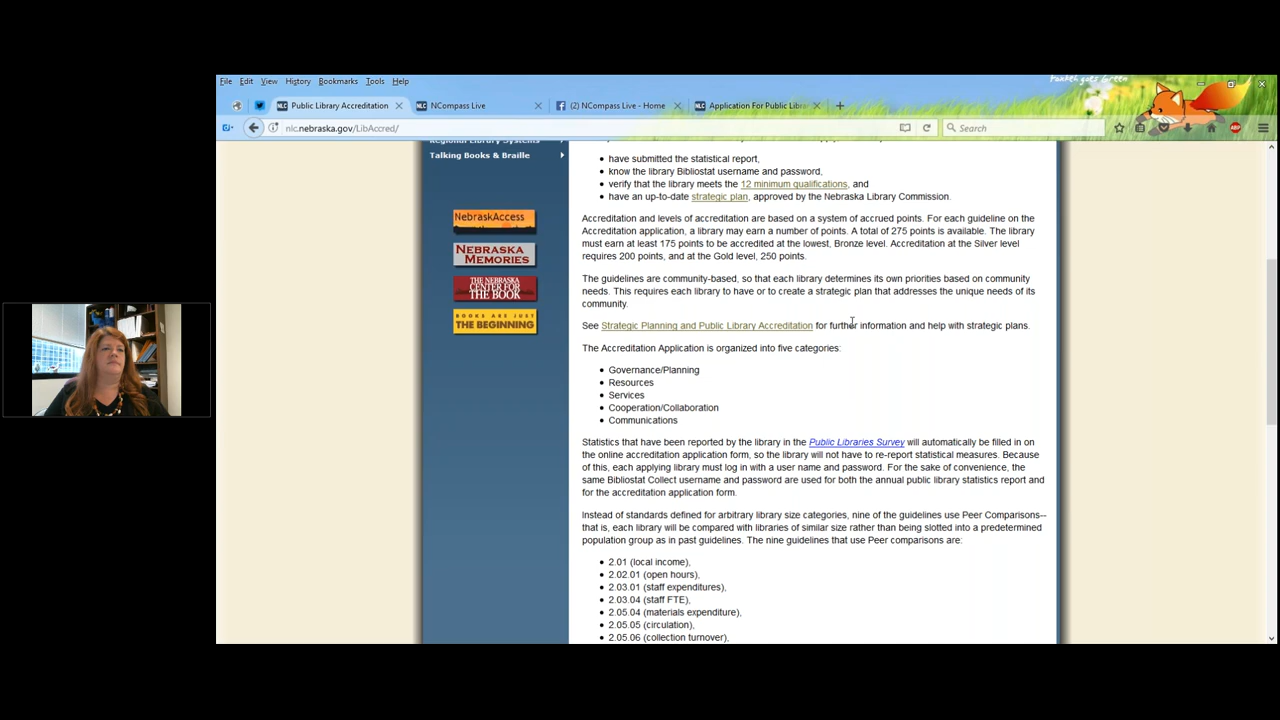 File Edit View History Bookmarks Tools Help
Public Library Accreditation
NCompass Live
(2) NCompass Live - Home
Application For Public Librar
nlc.nebraska.gov/LibAccred/
Search
Talking Books & Braille
NebraskAccess
NEBRASKA
MEMORIES
THE NEBRASKA
CENTER FOR
THE BOOK
BOOKS ARE JUST
THE BEGINNING
have submitted the statistical report,
know the library Bibliostat username and password,
verify that the library meets the 12 minimum qualifications, and
have an up-to-date strategic plan, approved by the Nebraska Library Commission.
Accreditation and levels of accreditation are based on a system of accrued points. For each guideline on the
Accreditation application, a library may earn a number of points. A total of 275 points is available. The library
must earn at least 175 points to be accredited at the lowest, Bronze level. Accreditation at the Silver level
requires 200 points, and at the Gold level, 250 points.
The guidelines are community-based, so that each library determines its own priorities based on community
needs. This requires each library to have or to create a strategic plan that addresses the unique needs of its
community.
See Strategic Planning and Public Library Accreditation for further information and help with strategic plans.
The Accreditation Application is organized into five categories:
Governance/Planning
Resources
Services
Cooperation/Collaboration
Communications
Statistics that have been reported by the library in the Public Libraries Survey will automatically be filled in on
the online accreditation application form, so the library will not have to re-report statistical measures. Because
of this, each applying library must log in with a user name and password. For the sake of convenience, the
same Bibliostat Collect username and password are used for both the annual public library statistics report and
for the accreditation application form.
Instead of standards defined for arbitrary library size categories, nine of the guidelines use Peer Comparisons--
that is, each library will be compared with libraries of similar size rather than being slotted into a predetermined
population group as in past guidelines. The nine guidelines that use Peer comparisons are:
2.01 (local income),
2.02.01 (open hours),
2.03.01 (staff expenditures),
2.03.04 (staff FTE),
2.05.04 (materials expenditure),
2.05.05 (circulation),
2.05.06 (collection turnover),